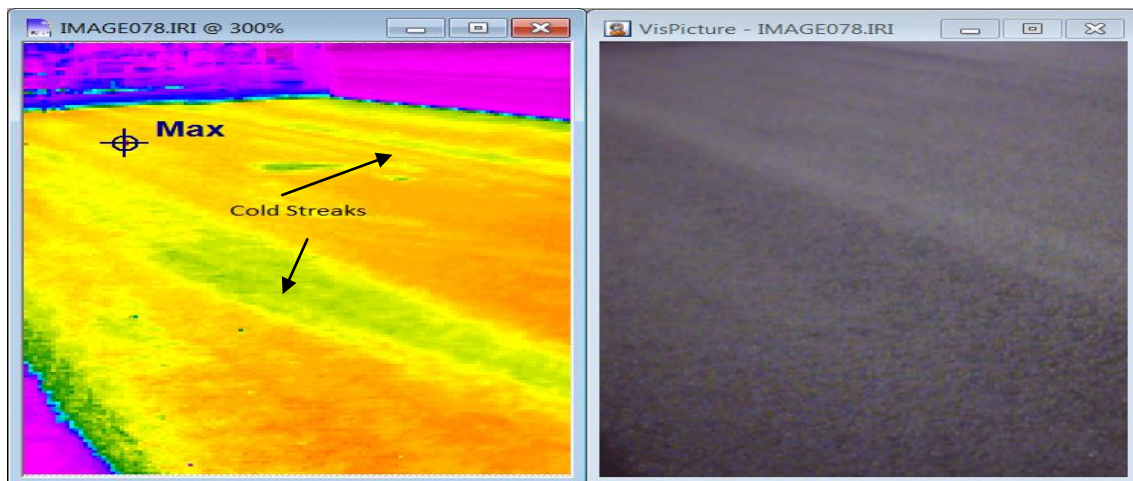 IMAGE078.IRI @ 300%
VisPicture - IMAGE078.IRI
Max
Cold Streaks